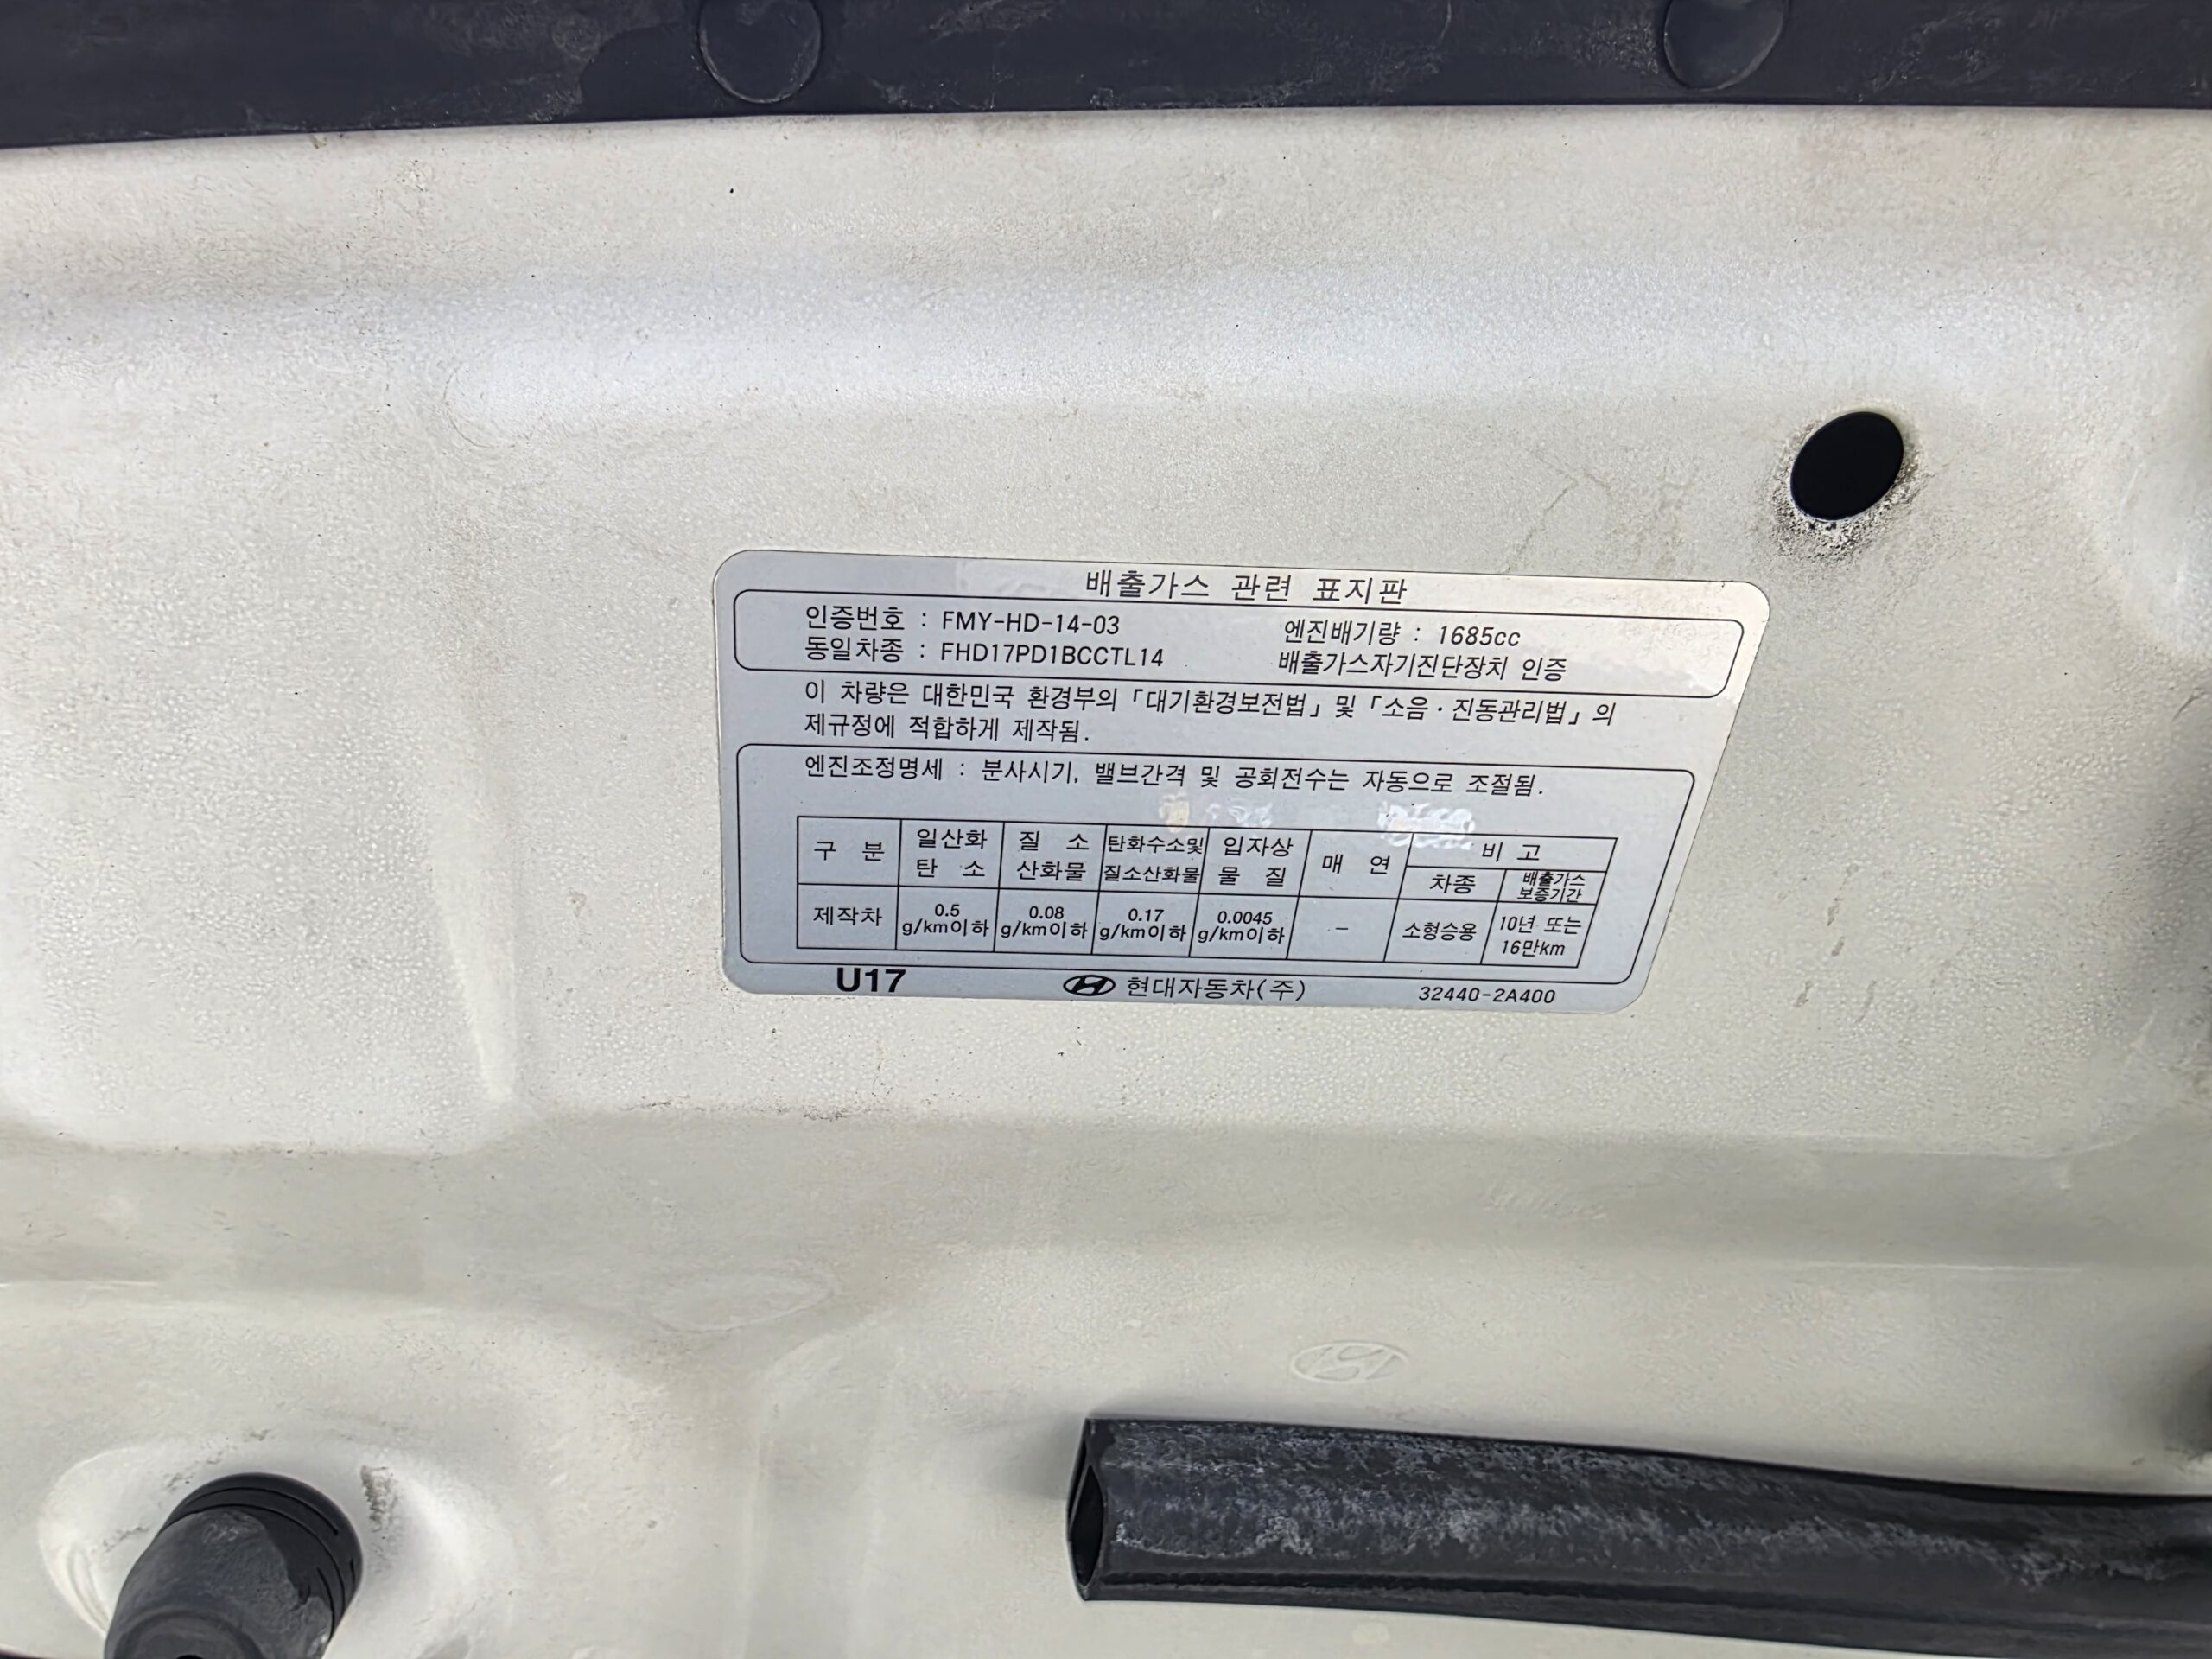 배출가스 관련 표지판
인증번호 : FMY-HD-14-03 엔진배기량 : 1685cc
동일차종 : FHD17PD1BCCTL14 배출가스자기진단장치 인증
이 차량은 대한민국 환경부의 「대기환경보전법」 및 「소음·진동관리법」 의
제규정에 적합하게 제작됨.
엔진조정명세 : 분사시기, 밸브간격 및 공회전수는 자동으로 조절됨.
구 분 일산화 탄 소 질 소 산화물 탄화수소및 질소산화물 입자상 물 질 매 연 비 고
차종 배출가스 보증기간
제작차 0.5 g/km이하 0.08 g/km이하 0.17 g/km이하 0.0045 g/km이하 – 소형승용 10년 또는 16만km
U17 현대자동차(주) 32440-2A400